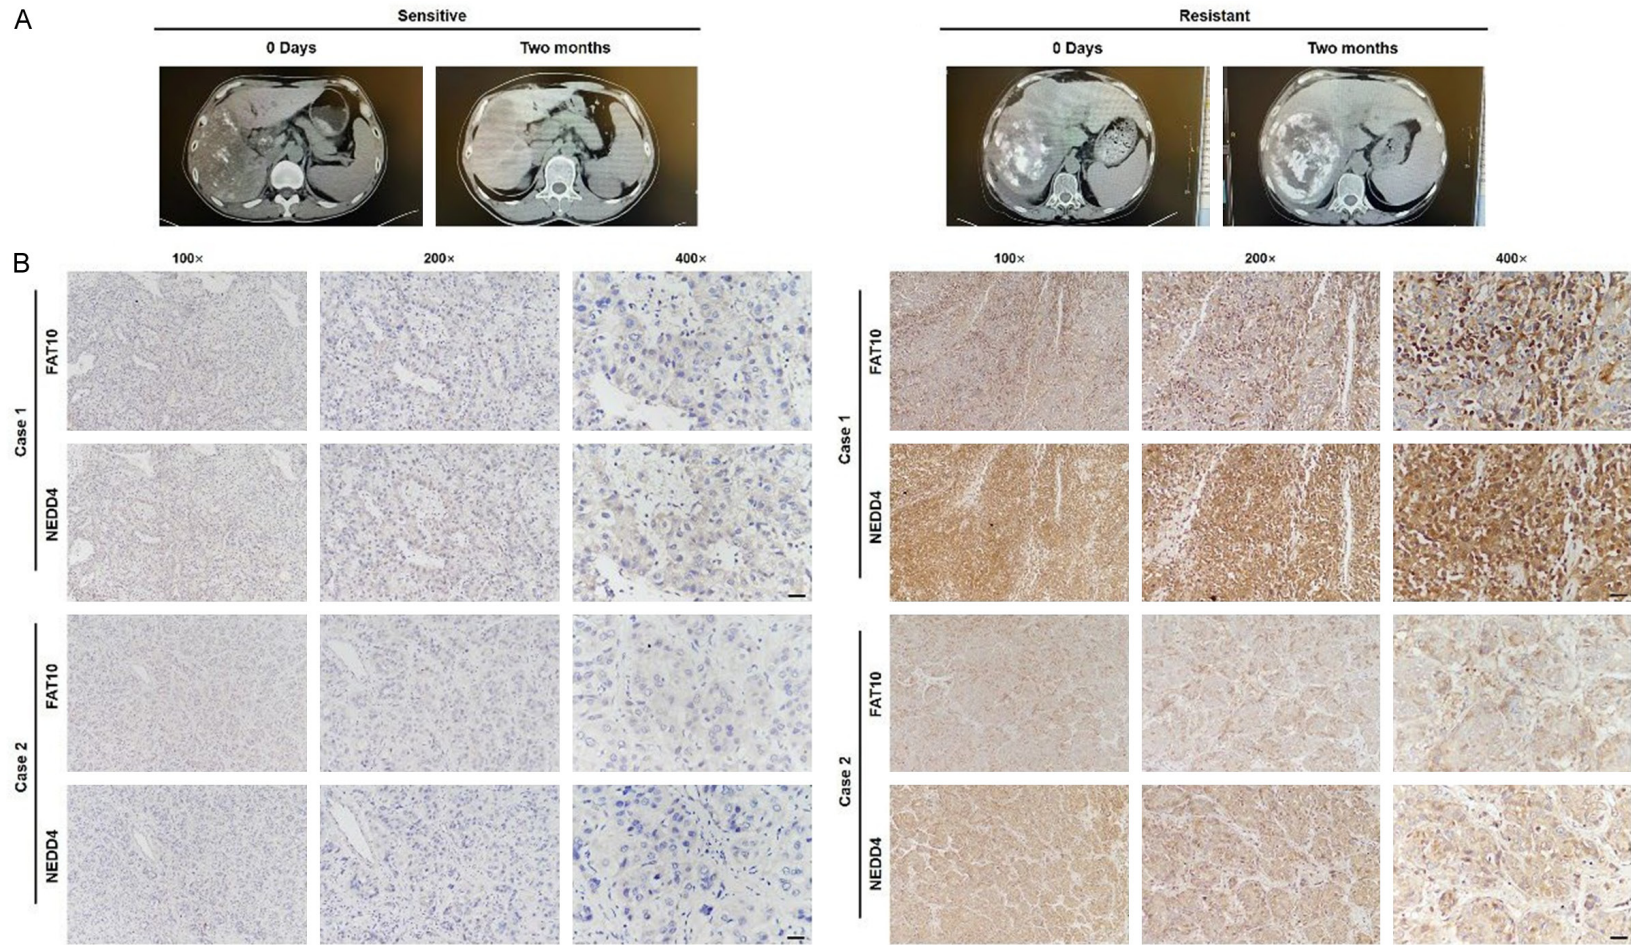 A
Sensitive
Resistant
0 Days
Two months
0 Days
Two months
B
100×
200×
400×
100×
200×
400×
Case 1
FAT10
NEDD4
Case 1
FAT10
NEDD4
Case 2
FAT10
NEDD4
Case 2
FAT10
NEDD4